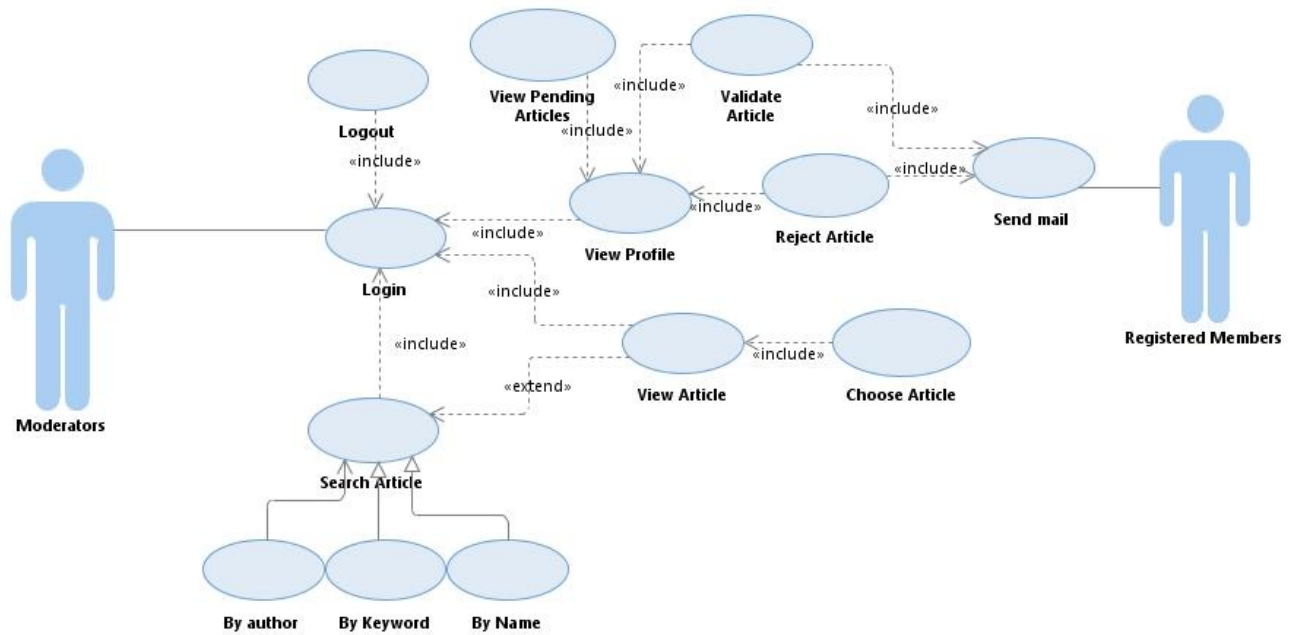 View Pending
Articles
Validate
Article
«include»
«include»
«include»
Logout
«include»
«include»
Send mail
«include»
Reject Article
«include»
View Profile
Login
«include»
Registered Members
«include»
«include»
View Article
Choose Article
«extend»
Moderators
Search Article
By author
By Keyword
By Name